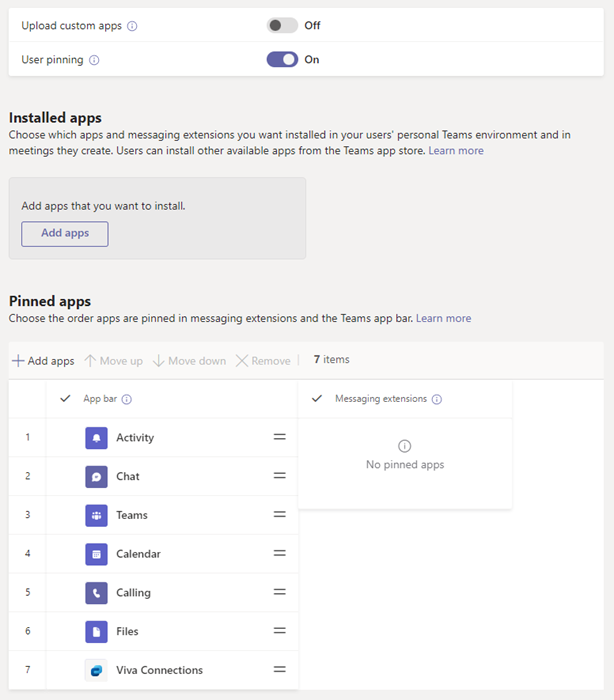 Upload custom apps Off
User pinning On
Installed apps
Choose which apps and messaging extensions you want installed in your users' personal Teams environment and in
meetings they create. Users can install other available apps from the Teams app store. Learn more
Add apps that you want to install.
Add apps
Pinned apps
Choose the order apps are pinned in messaging extensions and the Teams app bar. Learn more
Add apps Move up Move down Remove 7 items
App bar Messaging extensions
1 Activity
No pinned apps
2 Chat
3 Teams
4 Calendar
5 Calling
6 Files
7 Viva Connections